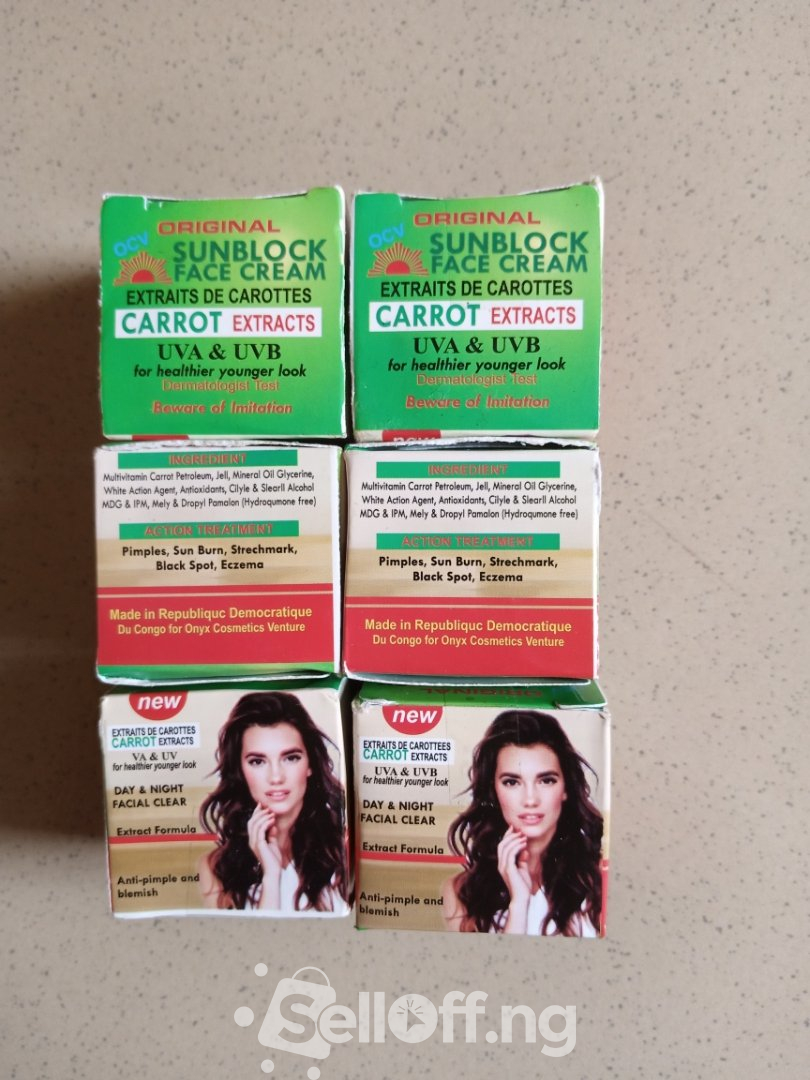 ORIGINAL
OCV
SUNBLOCK
FACE CREAM
EXTRAITS DE CAROTTES
CARROT EXTRACTS
UVA & UVB
for healthier younger look
Dermatologist Test
Beware of Imitation
ORIGINAL
OCV
SUNBLOCK
FACE CREAM
EXTRAITS DE CAROTTES
CARROT EXTRACTS
UVA & UVB
for healthier younger look
Dermatologist Test
Beware of Imitation
new
INGREDIENT
Multivitamin Carrot Petroleum, Jell, Mineral Oil Glycerine,
White Action Agent, Antioxidants, Cilyle & Slearll Alcohol
MDG & IPM, Mely & Dropyl Pamalon (Hydroqumone free)
ACTION TREATMENT
Pimples, Sun Burn, Strechmark,
Black Spot, Eczema
Made in Republiquc Democratique
Du Congo for Onyx Cosmetics Venture
INGREDIENT
Multivitamin Carrot Petroleum, Jell, Mineral Oil Glycerine,
White Action Agent, Antioxidants, Cilyle & Slearll Alcohol
MDG & IPM, Mely & Dropyl Pamalon (Hydroqumone free)
ACTION TREATMENT
Pimples, Sun Burn, Strechmark,
Black Spot, Eczema
Made in Republiquc Democratique
Du Congo for Onyx Cosmetics Venture
new
EXTRAITS DE CAROTTES
CARROT EXTRACTS
VA & UV
for healthier younger look
DAY & NIGHT
FACIAL CLEAR
Extract Formula
Anti-pimple and
blemish
ORIGINAL
new
EXTRAITS DE CAROTTEES
CARROT EXTRACTS
UVA & UVB
for healthier younger look
DAY & NIGHT
FACIAL CLEAR
Extract Formula
Anti-pimple and
blemish
SellOff.ng